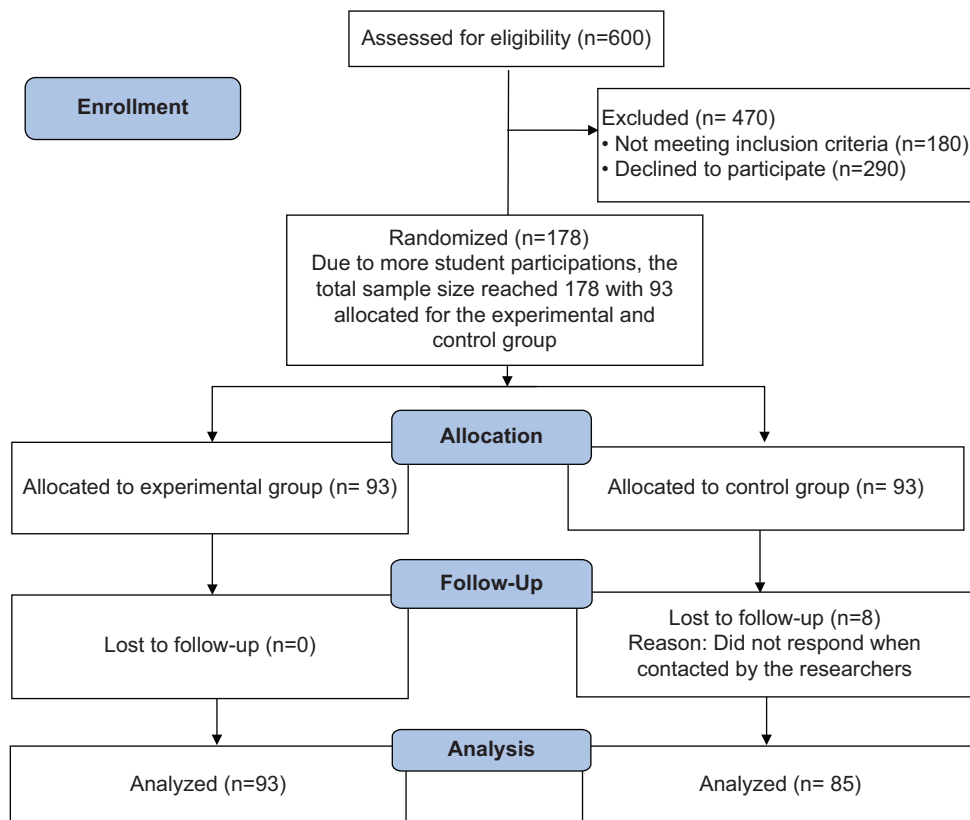 Assessed for eligibility (n=600)
Enrollment
Excluded (n= 470)
• Not meeting inclusion criteria (n=180)
• Declined to participate (n=290)
Randomized (n=178)
Due to more student participations, the
total sample size reached 178 with 93
allocated for the experimental and
control group
Allocation
Allocated to experimental group (n= 93)
Allocated to control group (n= 93)
Follow-Up
Lost to follow-up (n=0)
Lost to follow-up (n=8)
Reason: Did not respond when
contacted by the researchers
Analysis
Analyzed (n=93)
Analyzed (n= 85)